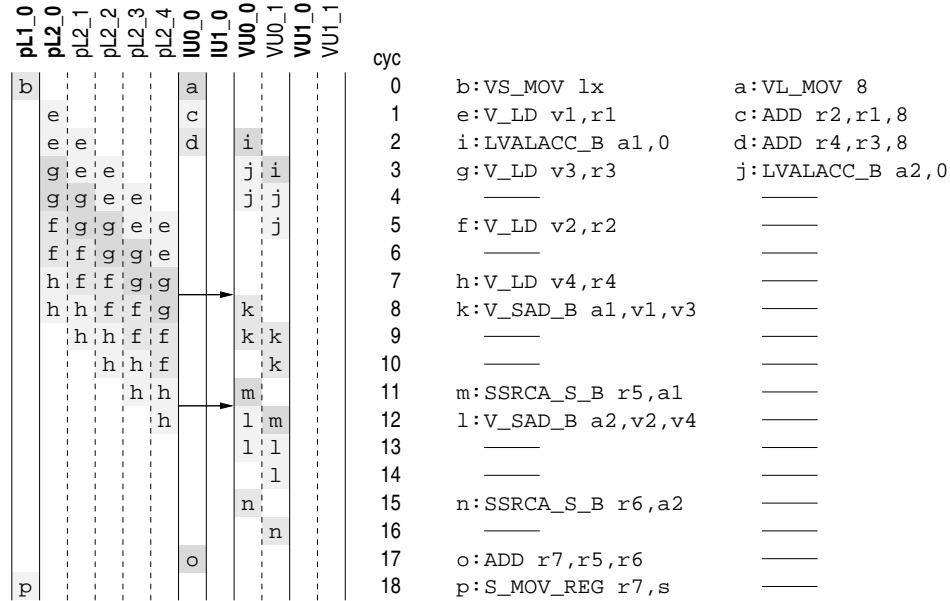 pL1_0 pL2_0 pL2_1 pL2_2 pL2_3 pL2_4 IU0_0 IU1_0 VU0_0 VU0_1 VU1_0 VU1_1
cyc
b a 0 b:VS_MOV lx a:VL_MOV 8
e c 1 e:V_LD v1,r1 c:ADD r2,r1,8
e e d i 2 i:LVALACC_B a1,0 d:ADD r4,r3,8
g e e j i 3 g:V_LD v3,r3 j:LVALACC_B a2,0
g g e e j j 4
f g g e e j 5 f:V_LD v2,r2
f f g g e 6
h f f g g 7 h:V_LD v4,r4
h h f f g k 8 k:V_SAD_B a1,v1,v3
h h f f k k 9
h h f k 10
h h m 11 m:SSRCA_S_B r5,a1
h l m 12 l:V_SAD_B a2,v2,v4
l l 13
l 14
n 15 n:SSRCA_S_B r6,a2
n 16
o 17 o:ADD r7,r5,r6
p 18 p:S_MOV_REG r7,s